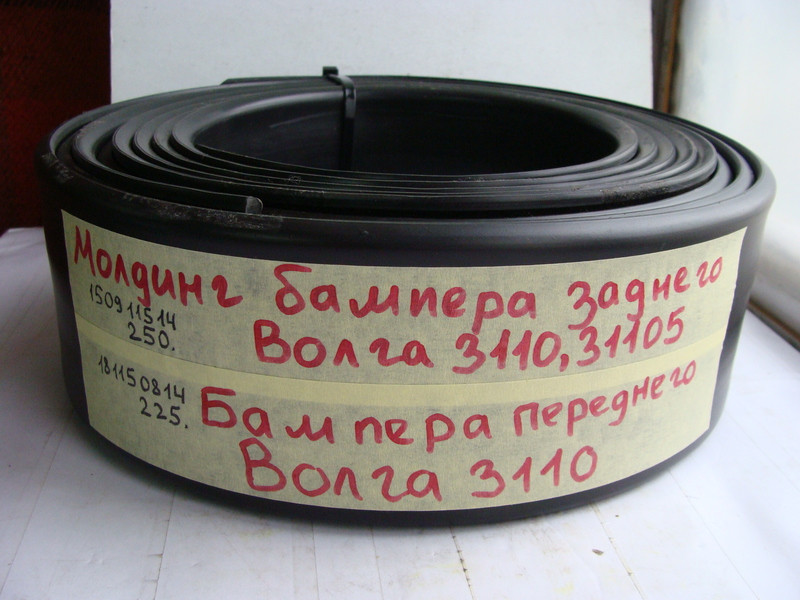 Молдинг бампера заднего
150911514
250.
Волга 3110,31105
181150814
225.
Бампера переднего
Волга 3110